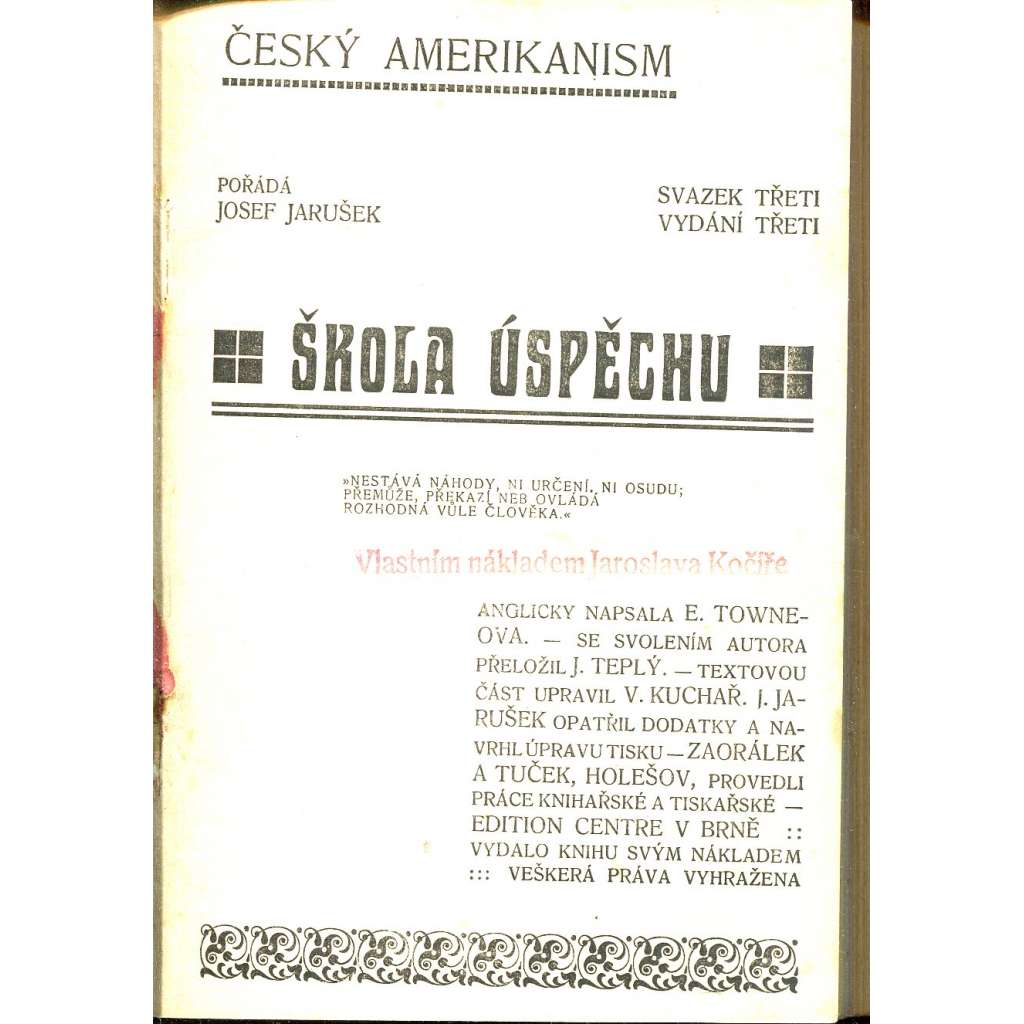 ČESKÝ AMERIKANISM
POŘÁDÁ
JOSEF JARUŠEK
SVAZEK TŘETI
VYDÁNÍ TŘETI
ŠKOLA ÚSPĚCHU
»NESTÁVÁ NÁHODY, NI URČENÍ, NI OSUDU;
PŘEMŮŽE, PŘEKAZÍ NEB OVLÁDÁ
ROZHODNÁ VŮLE ČLOVĚKA.«
Vlastním nákladem Jaroslava Kočíře
ANGLICKY NAPSALA E. TOWNE-
OVA. — SE SVOLENÍM AUTORA
PŘELOŽIL J. TEPLÝ. — TEXTOVOU
ČÁST UPRAVIL V. KUCHAŘ. J. JA-
RUŠEK OPATŘIL DODATKY A NA-
VRHL ÚPRAVU TISKU — ZAORÁLEK
A TUČEK, HOLEŠOV, PROVEDLI
PRÁCE KNIHAŘSKÉ A TISKAŘSKÉ —
EDITION CENTRE V BRNĚ ::
VYDALO KNIHU SVÝM NÁKLADEM
::: VEŠKERÁ PRÁVA VYHRAŽENA